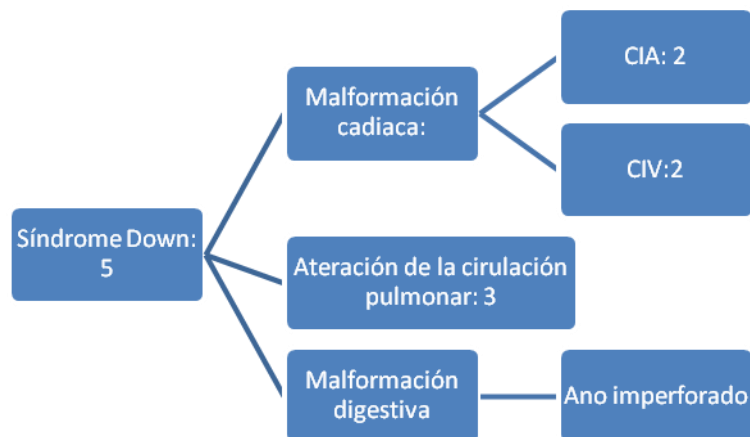 Síndrome Down:
5
Malformación
cadiaca:
CIA: 2
CIV:2
Ateración de la cirulación
pulmonar: 3
Malformación
digestiva
Ano imperforado